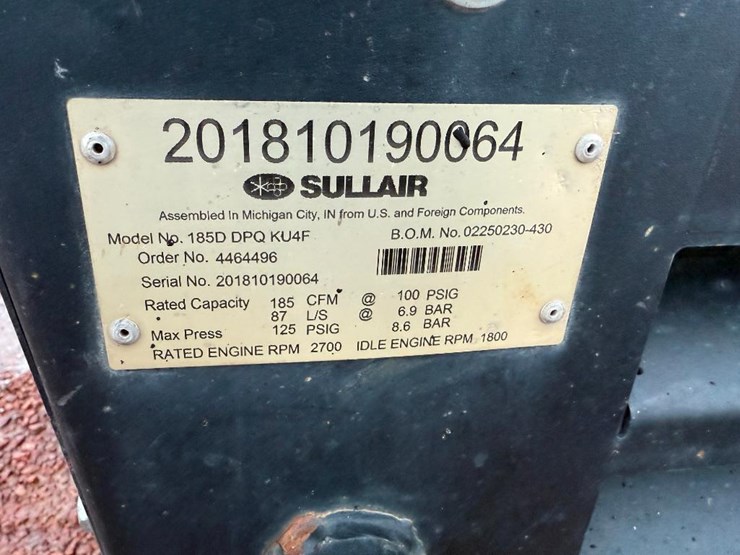 201810190064
SULLAIR
Assembled In Michigan City, IN from U.S. and Foreign Components.
Model No. 185D DPQ KU4F B.O.M. No. 02250230-430
Order No. 4464496
Serial No. 201810190064
Rated Capacity 185 CFM @ 100 PSIG
87 L/S @ 6.9 BAR
Max Press 125 PSIG 8.6 BAR
RATED ENGINE RPM 2700 IDLE ENGINE RPM 1800